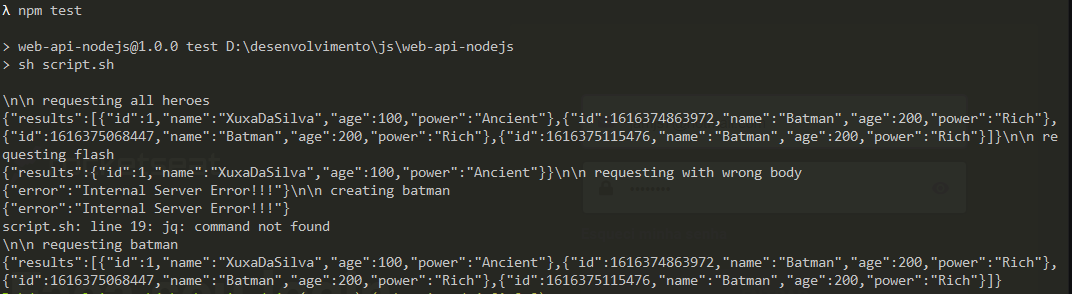 λ npm test
> web-api-nodejs@1.0.0 test D:\desenvolvimento\js\web-api-nodejs
> sh script.sh
\n\n requesting all heroes
{"results":[{"id":1,"name":"XuxaDaSilva","age":100,"power":"Ancient"},{"id":1616374863972,"name":"Batman","age":200,"power":"Rich"},
{"id":1616375068447,"name":"Batman","age":200,"power":"Rich"},{"id":1616375115476,"name":"Batman","age":200,"power":"Rich"}]}\n\n re
questing flash
{"results":{"id":1,"name":"XuxaDaSilva","age":100,"power":"Ancient"}}\n\n requesting with wrong body
{"error":"Internal Server Error!!!"}\n\n creating batman
{"error":"Internal Server Error!!!"}
script.sh: line 19: jq: command not found
\n\n requesting batman
{"results":[{"id":1,"name":"XuxaDaSilva","age":100,"power":"Ancient"},{"id":1616374863972,"name":"Batman","age":200,"power":"Rich"},
{"id":1616375068447,"name":"Batman","age":200,"power":"Rich"},{"id":1616375115476,"name":"Batman","age":200,"power":"Rich"}]}